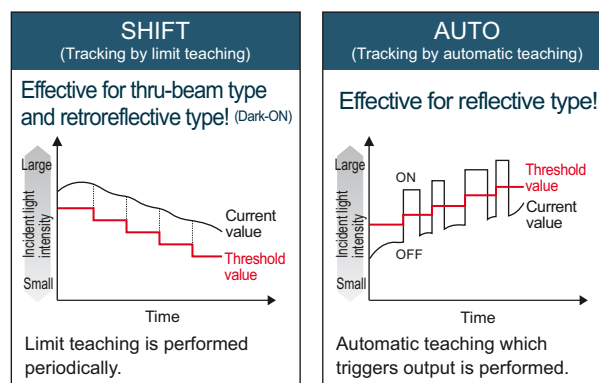 SHIFT
(Tracking by limit teaching)
Effective for thru-beam type
and retroreflective type! (Dark-ON)
Large
Incident light
intensity
Small
Current
value
Threshold
value
Time
Limit teaching is performed
periodically.
AUTO
(Tracking by automatic teaching)
Effective for reflective type!
Large
Incident light
intensity
Small
ON
OFF
Threshold
value
Current
value
Time
Automatic teaching which
triggers output is performed.